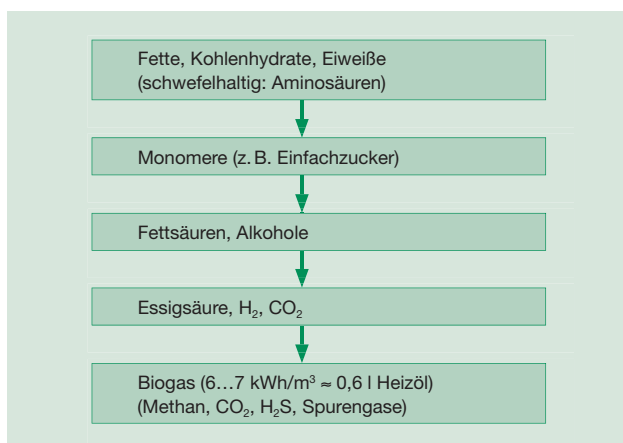 Fette, Kohlenhydrate, Eiweiße
(schwefelhaltig: Aminosäuren)
Monomere (z. B. Einfachzucker)
Fettsäuren, Alkohole
Essigsäure, H₂, CO₂
Biogas (6…7 kWh/m³ ≈ 0,6 l Heizöl)
(Methan, CO₂, H₂S, Spurengase)